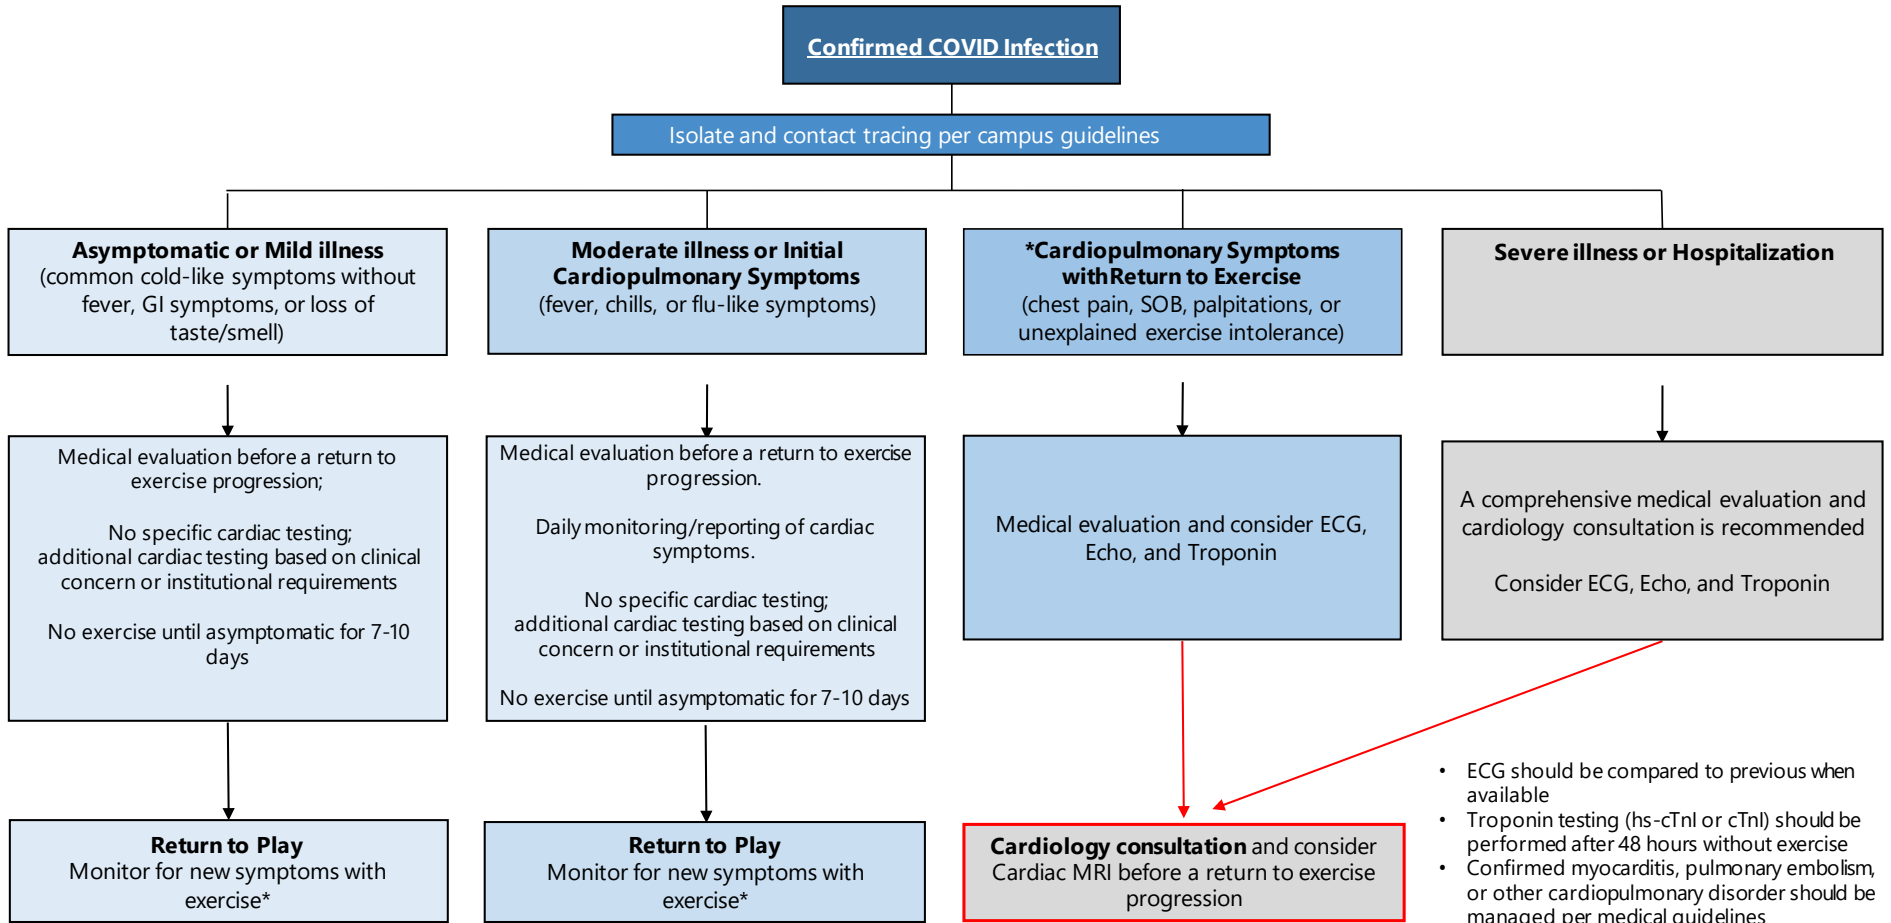 Confirmed COVID Infection
Isolate and contact tracing per campus guidelines
Asymptomatic or Mild illness
(common cold-like symptoms without
fever, GI symptoms, or loss of
taste/smell)
Moderate illness or Initial
Cardiopulmonary Symptoms
(fever, chills, or flu-like symptoms)
*Cardiopulmonary Symptoms
withReturn to Exercise
(chest pain, SOB, palpitations, or
unexplained exercise intolerance)
Severe illness or Hospitalization
Medical evaluation before a return to
exercise progression;
No specific cardiac testing;
additional cardiac testing based on clinical
concern or institutional requirements
No exercise until asymptomatic for 7-10
days
Medical evaluation before a return to exercise
progression.
Daily monitoring/reporting of cardiac
symptoms.
No specific cardiac testing;
additional cardiac testing based on clinical
concern or institutional requirements
No exercise until asymptomatic for 7-10 days
Medical evaluation and consider ECG,
Echo, and Troponin
A comprehensive medical evaluation and
cardiology consultation is recommended
Consider ECG, Echo, and Troponin
Return to Play
Monitor for new symptoms with
exercise*
Return to Play
Monitor for new symptoms with
exercise*
Cardiology consultation and consider
Cardiac MRI before a return to exercise
progression
• ECG should be compared to previous when
available
• Troponin testing (hs-cTnI or cTnI) should be
performed after 48 hours without exercise
• Confirmed myocarditis, pulmonary embolism,
or other cardiopulmonary disorder should be
managed per medical guidelines